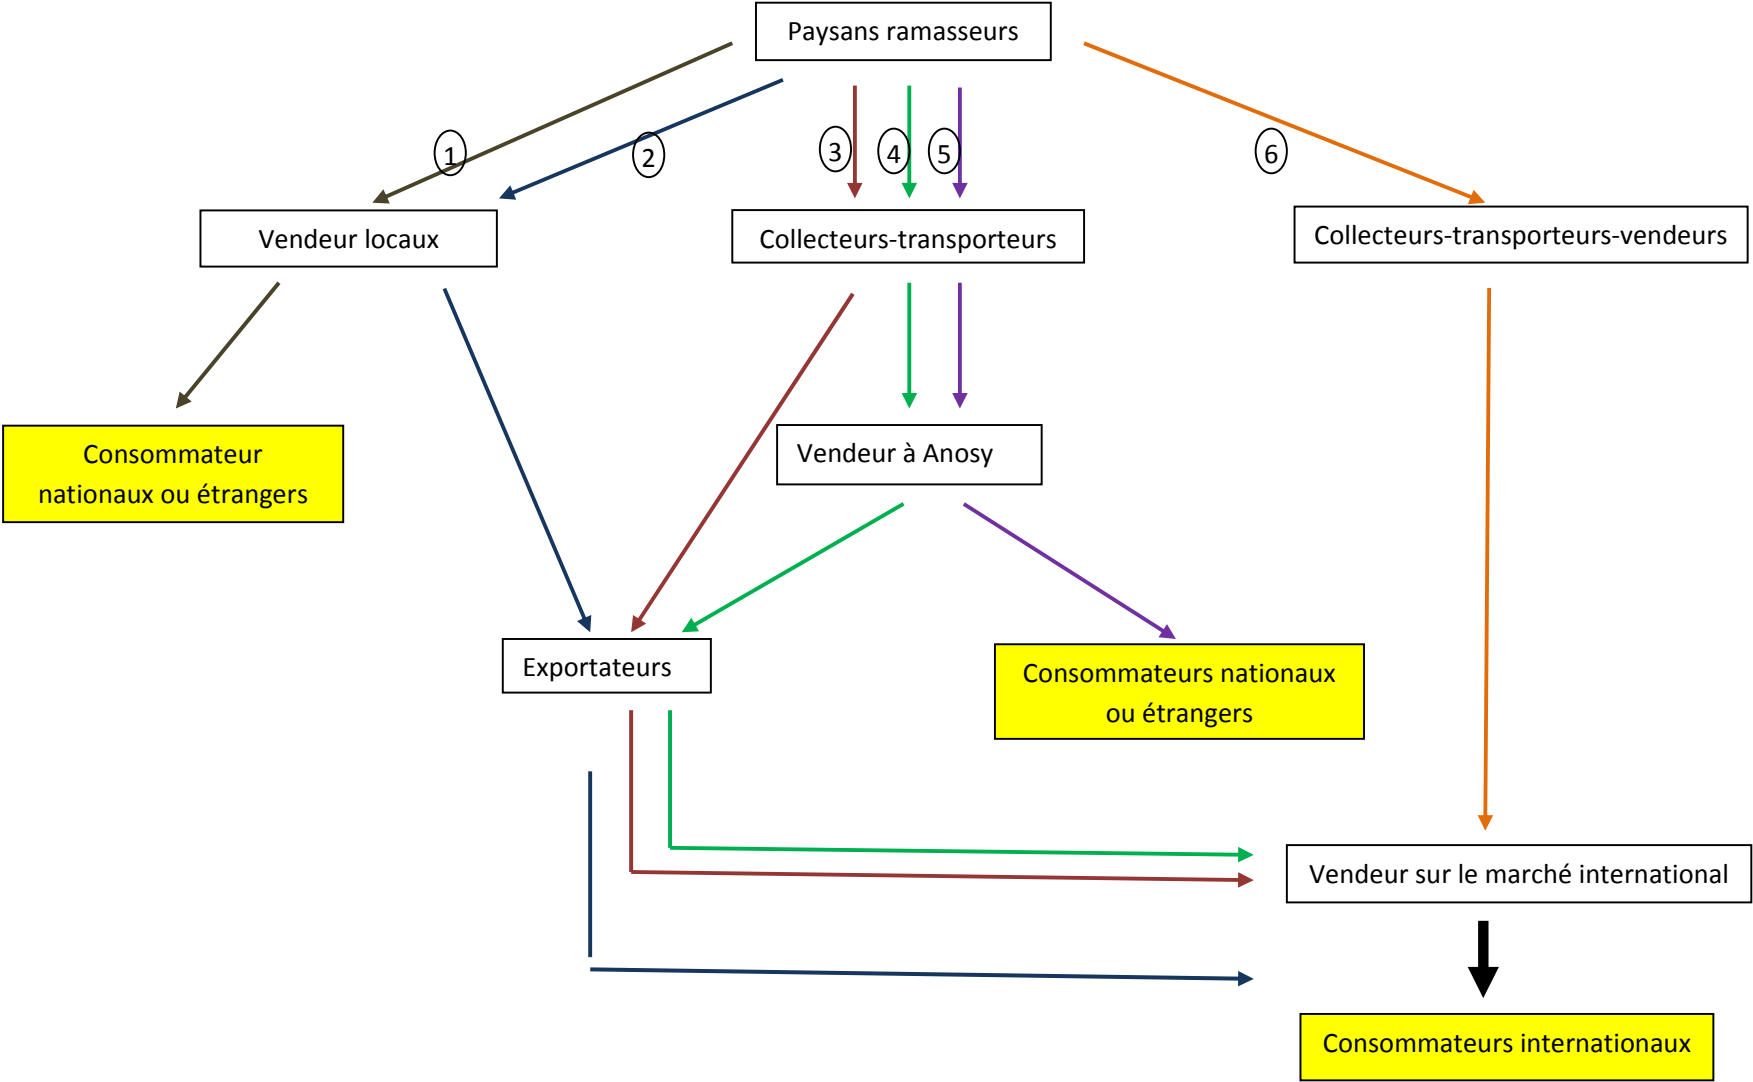 Paysans ramasseurs
1
2
3
4
5
6
Vendeur locaux
Collecteurs-transporteurs
Collecteurs-transporteurs-vendeurs
Consommateur
nationaux ou étrangers
Vendeur à Anosy
Exportateurs
Consommateurs nationaux
ou étrangers
Vendeur sur le marché international
Consommateurs internationaux